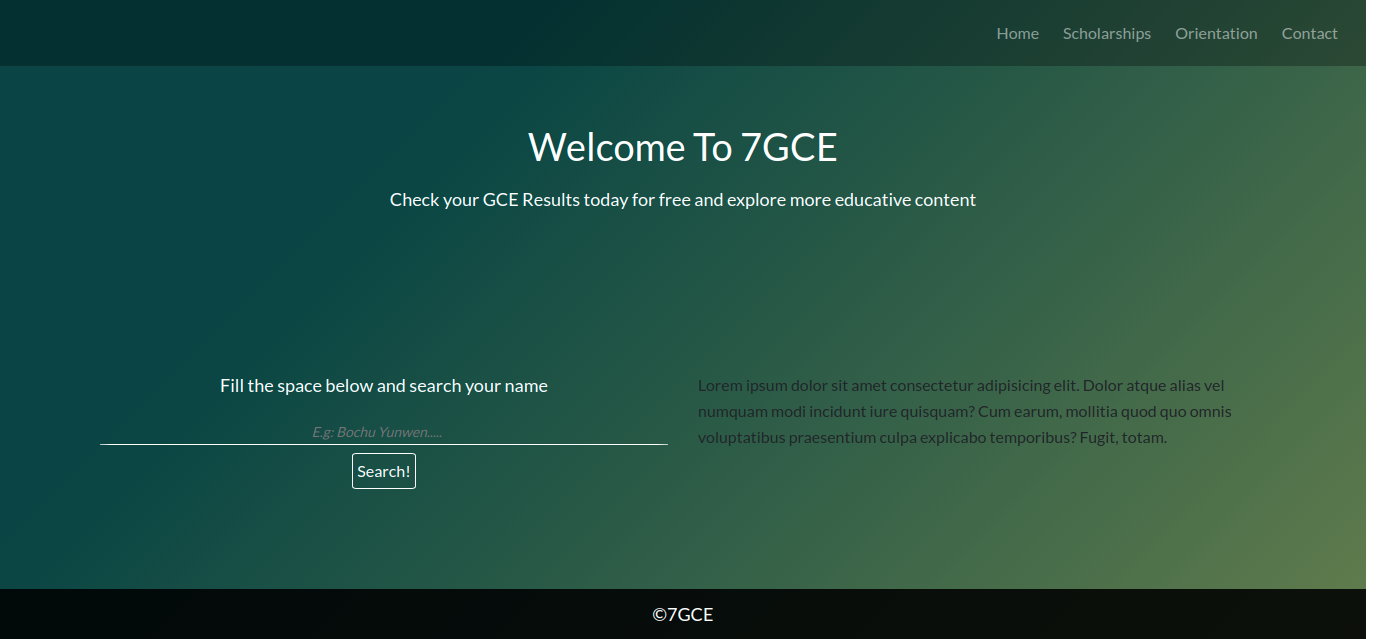 Home Scholarships Orientation Contact
Welcome To 7GCE
Check your GCE Results today for free and explore more educative content
Fill the space below and search your name
E.g: Bochu Yunwen.....
Search!
Lorem ipsum dolor sit amet consectetur adipisicing elit. Dolor atque alias vel
numquam modi incidunt iure quisquam? Cum earum, mollitia quod quo omnis
voluptatibus praesentium culpa explicabo temporibus? Fugit, totam.
©7GCE